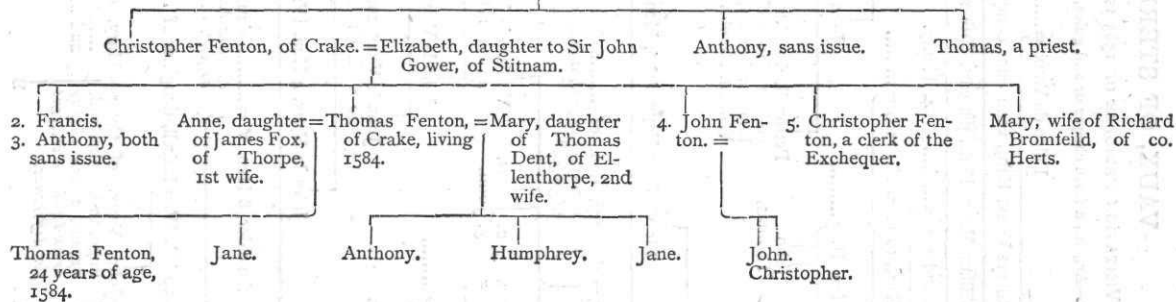 Christopher Fenton, of Crake. = Elizabeth, daughter to Sir John
Gower, of Stitnam.
Anthony, sans issue.
Thomas, a priest.
2. Francis.
3. Anthony, both
sans issue.
Anne, daughter =
of James Fox,
of Thorpe,
1st wife.
Thomas Fenton, =
of Crake, living
1584.
Mary, daughter
of Thomas
Dent, of El-
lenthorpe, 2nd
wife.
4. John Fen-
ton. =
5. Christopher Fen-
ton, a clerk of the
Exchequer.
Mary, wife of Richard
Bromfeild, of co.
Herts.
Thomas Fenton,
24 years of age,
1584.
Jane.
Anthony.
Humphrey.
Jane.
John.
Christopher.